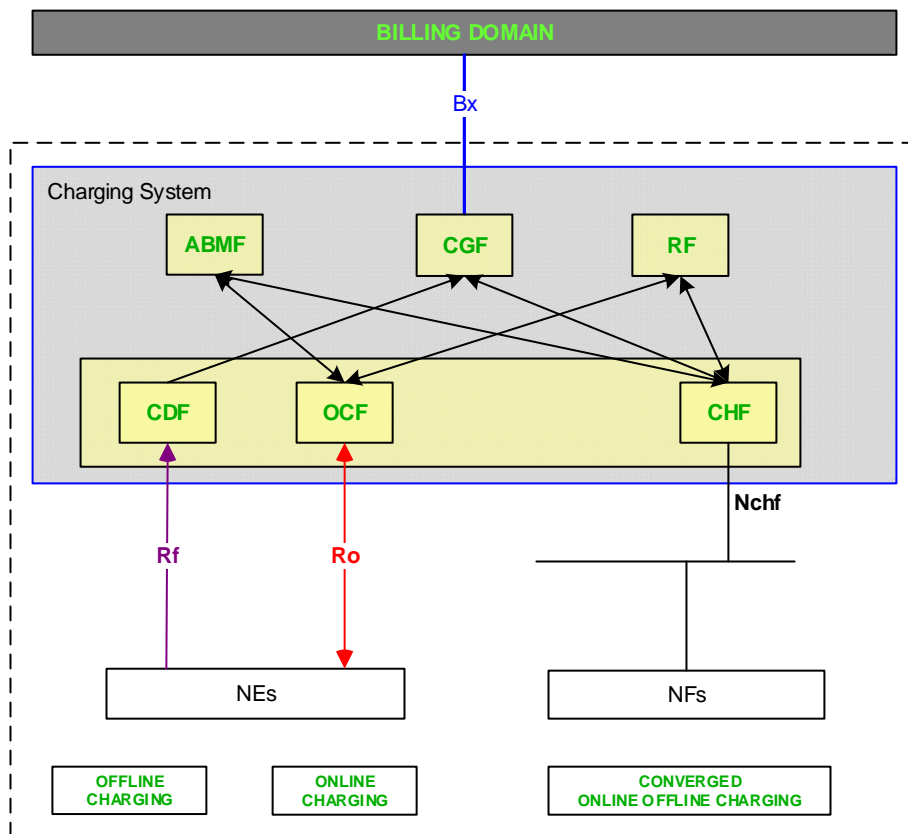 BILLING DOMAIN
Bx
Charging System
ABMF
CGF
RF
CDF
OCF
CHF
Nchf
Rf
Ro
NEs
NFs
OFFLINE
CHARGING
ONLINE
CHARGING
CONVERGED
ONLINE OFFLINE CHARGING